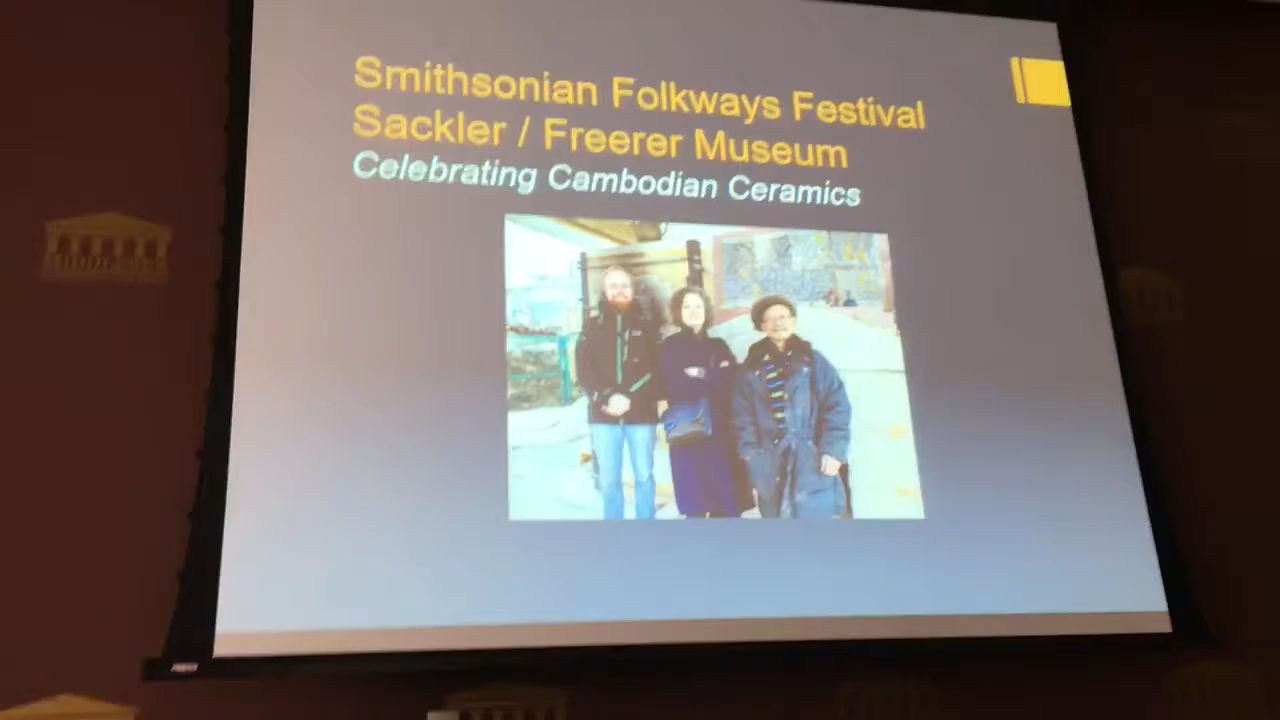 Smithsonian Folkways Festival
Sackler / Freerer Museum
Celebrating Cambodian Ceramics